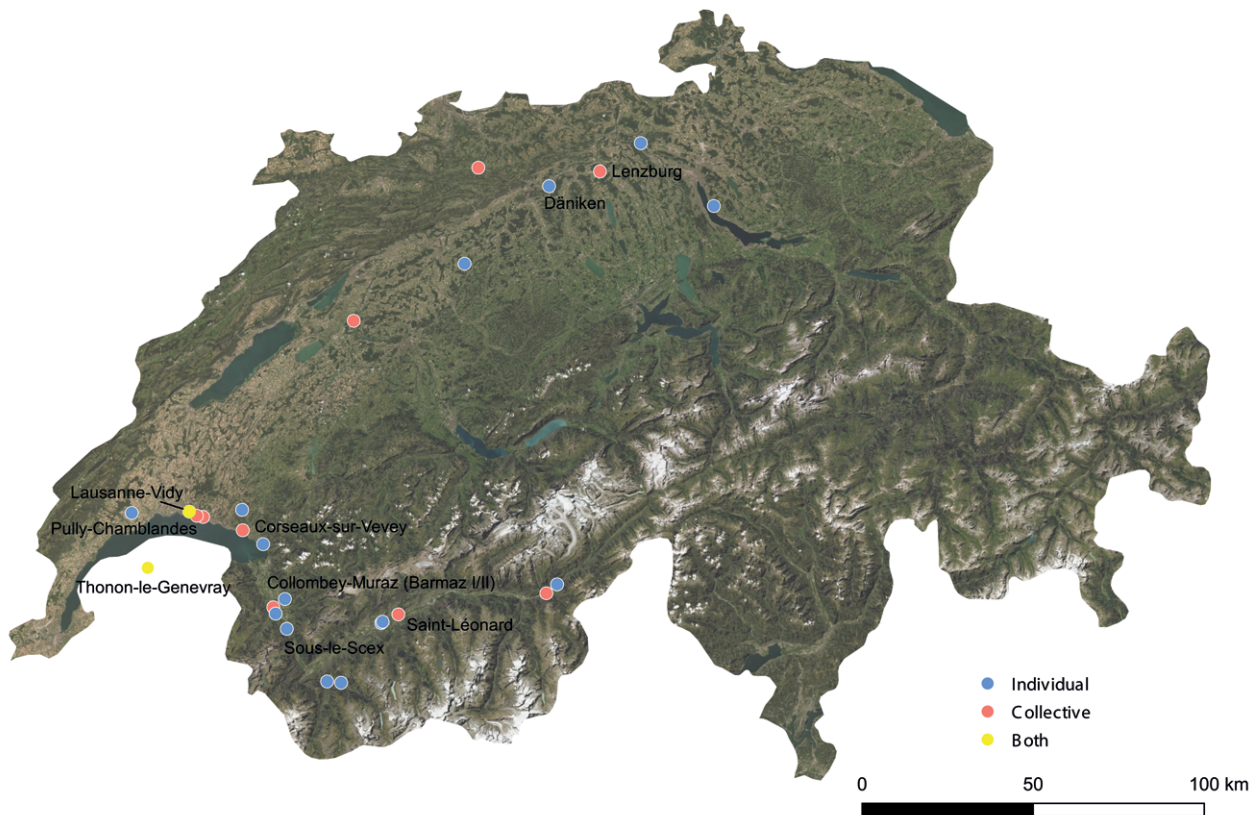 Lenzburg
Däniken
Lausanne-Vidy
Pully-Chamblandes
Corseaux-sur-Vevey
Thonon-le-Genevray
Collombey-Muraz (Barmaz I/II)
Saint-Léonard
Sous-le-Scex
Individual
Collective
Both
0 50 100 km